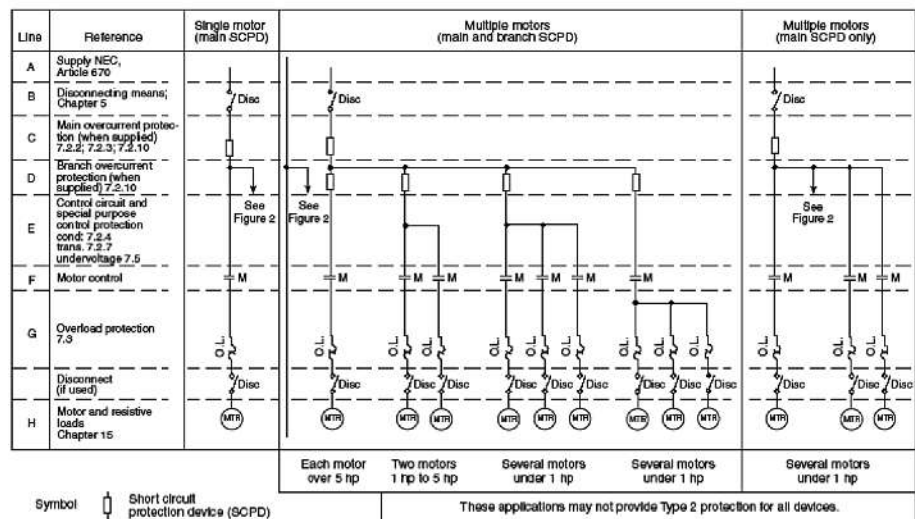 Line
Reference
Single motor
(main SCPD)
Multiple motors
(main and branch SCPD)
Multiple motors
(main SCPD only)
A
Supply NEC,
Article 670
B
Disconnecting means;
Chapter 5
Disc
Disc
Disc
C
Main overcurrent protec-
tion (when supplied)
7.2.2; 7.2.3; 7.2.10
D
Branch overcurrent
protection (when
supplied) 7.2.10
See
Figure 2
See
Figure 2
See
Figure 2
E
Control circuit and
special purpose
control protection
cond: 7.2.4
trans. 7.2.7
undervoltage 7.5
F
Motor control
M
M
M
M
M
M
M
M
M
M
M
G
Overload protection
7.3
O.L.
O.L.
O.L.
O.L.
O.L.
O.L.
O.L.
O.L.
O.L.
O.L.
O.L.
O.L.
O.L.
Disconnect
(if used)
Disc
Disc
Disc
Disc
Disc
Disc
Disc
Disc
Disc
Disc
Disc
Disc
Disc
Disc
H
Motor and resistive
loads
Chapter 15
MTR
MTR
MTR
MTR
MTR
MTR
MTR
MTR
MTR
MTR
MTR
MTR
MTR
Each motor
over 5 hp
Two motors
1 hp to 5 hp
Several motors
under 1 hp
Several motors
under 1 hp
Several motors
under 1 hp
Symbol
Short circuit
protection device (SCPD)
These applications may not provide Type 2 protection for all devices.